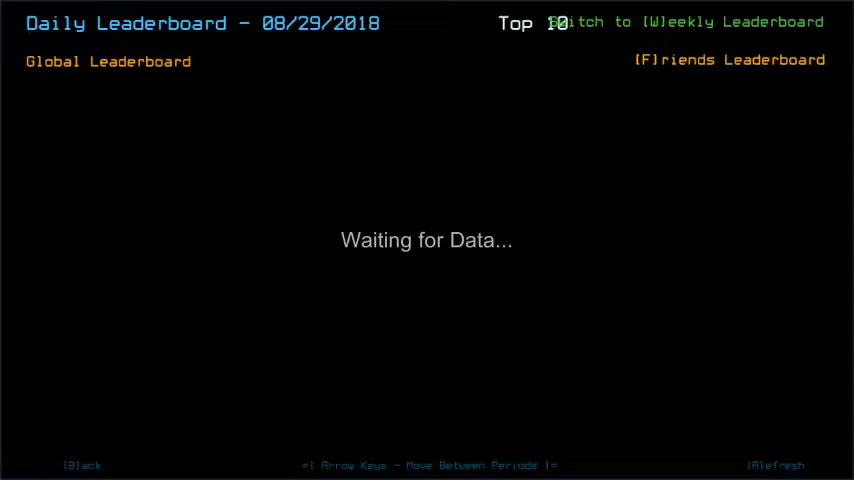 Daily Leaderboard - 08/29/2018 Top 10 Switch to [W]eekly Leaderboard
Global Leaderboard [F]riends Leaderboard
Waiting for Data...
[B]ack =[ Arrow Keys - Move Between Periods ]= [R]efresh